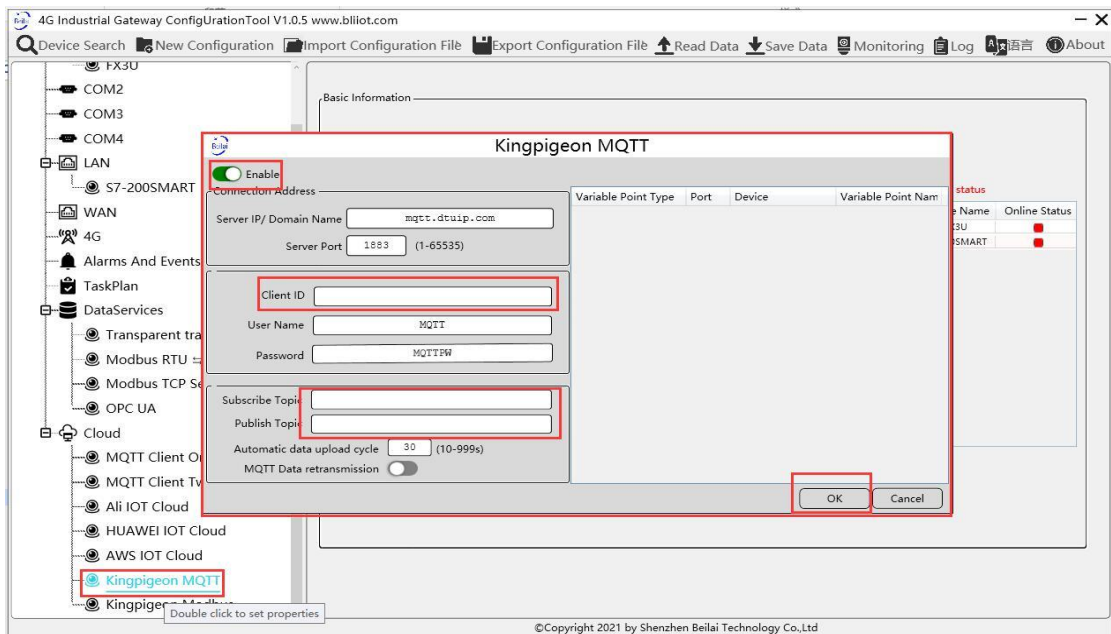 4G Industrial Gateway ConfigUrationTool V1.0.5 www.bliiot.com
Device Search New Configuration Import Configuration File Export Configuration File Read Data Save Data Monitoring Log 语言 About
FX3U
COM2
COM3
COM4
LAN
S7-200SMART
WAN
4G
Alarms And Events
TaskPlan
DataServices
Transparent tra
Modbus RTU
Modbus TCP Se
OPC UA
Cloud
MQTT Client O
MQTT Client Tw
Ali IOT Cloud
HUAWEI IOT Cloud
AWS IOT Cloud
Kingpigeon MQTT
Kingpigeon Modbus
Double click to set properties
Basic Information
status
e Name Online Status
X3U
0SMART
Beilai
Kingpigeon MQTT
Enable
Connection Address
Server IP/ Domain Name mqtt.dtuip.com
Server Port 1883 (1-65535)
Client ID
User Name MQTT
Password MQTTPW
Subscribe Topic
Publish Topic
Automatic data upload cycle 30 (10-999s)
MQTT Data retransmission
Variable Point Type Port Device Variable Point Nam
OK Cancel
©Copyright 2021 by Shenzhen Beilai Technology Co.,Ltd